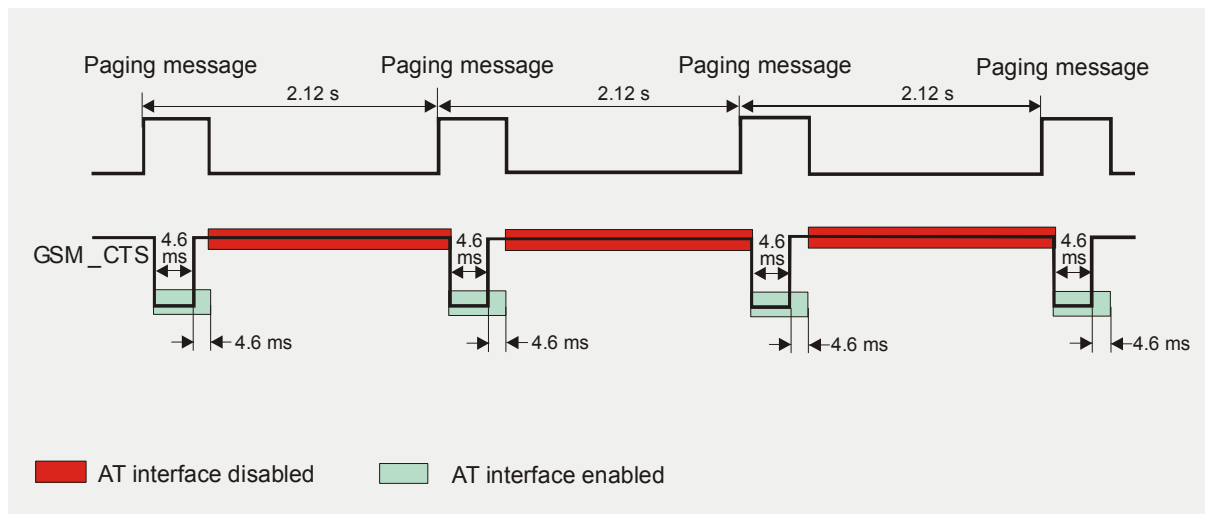 Paging message Paging message Paging message Paging message
2.12 s 2.12 s 2.12 s
GSM_CTS
4.6 ms 4.6 ms 4.6 ms 4.6 ms
4.6 ms 4.6 ms 4.6 ms 4.6 ms
AT interface disabled AT interface enabled